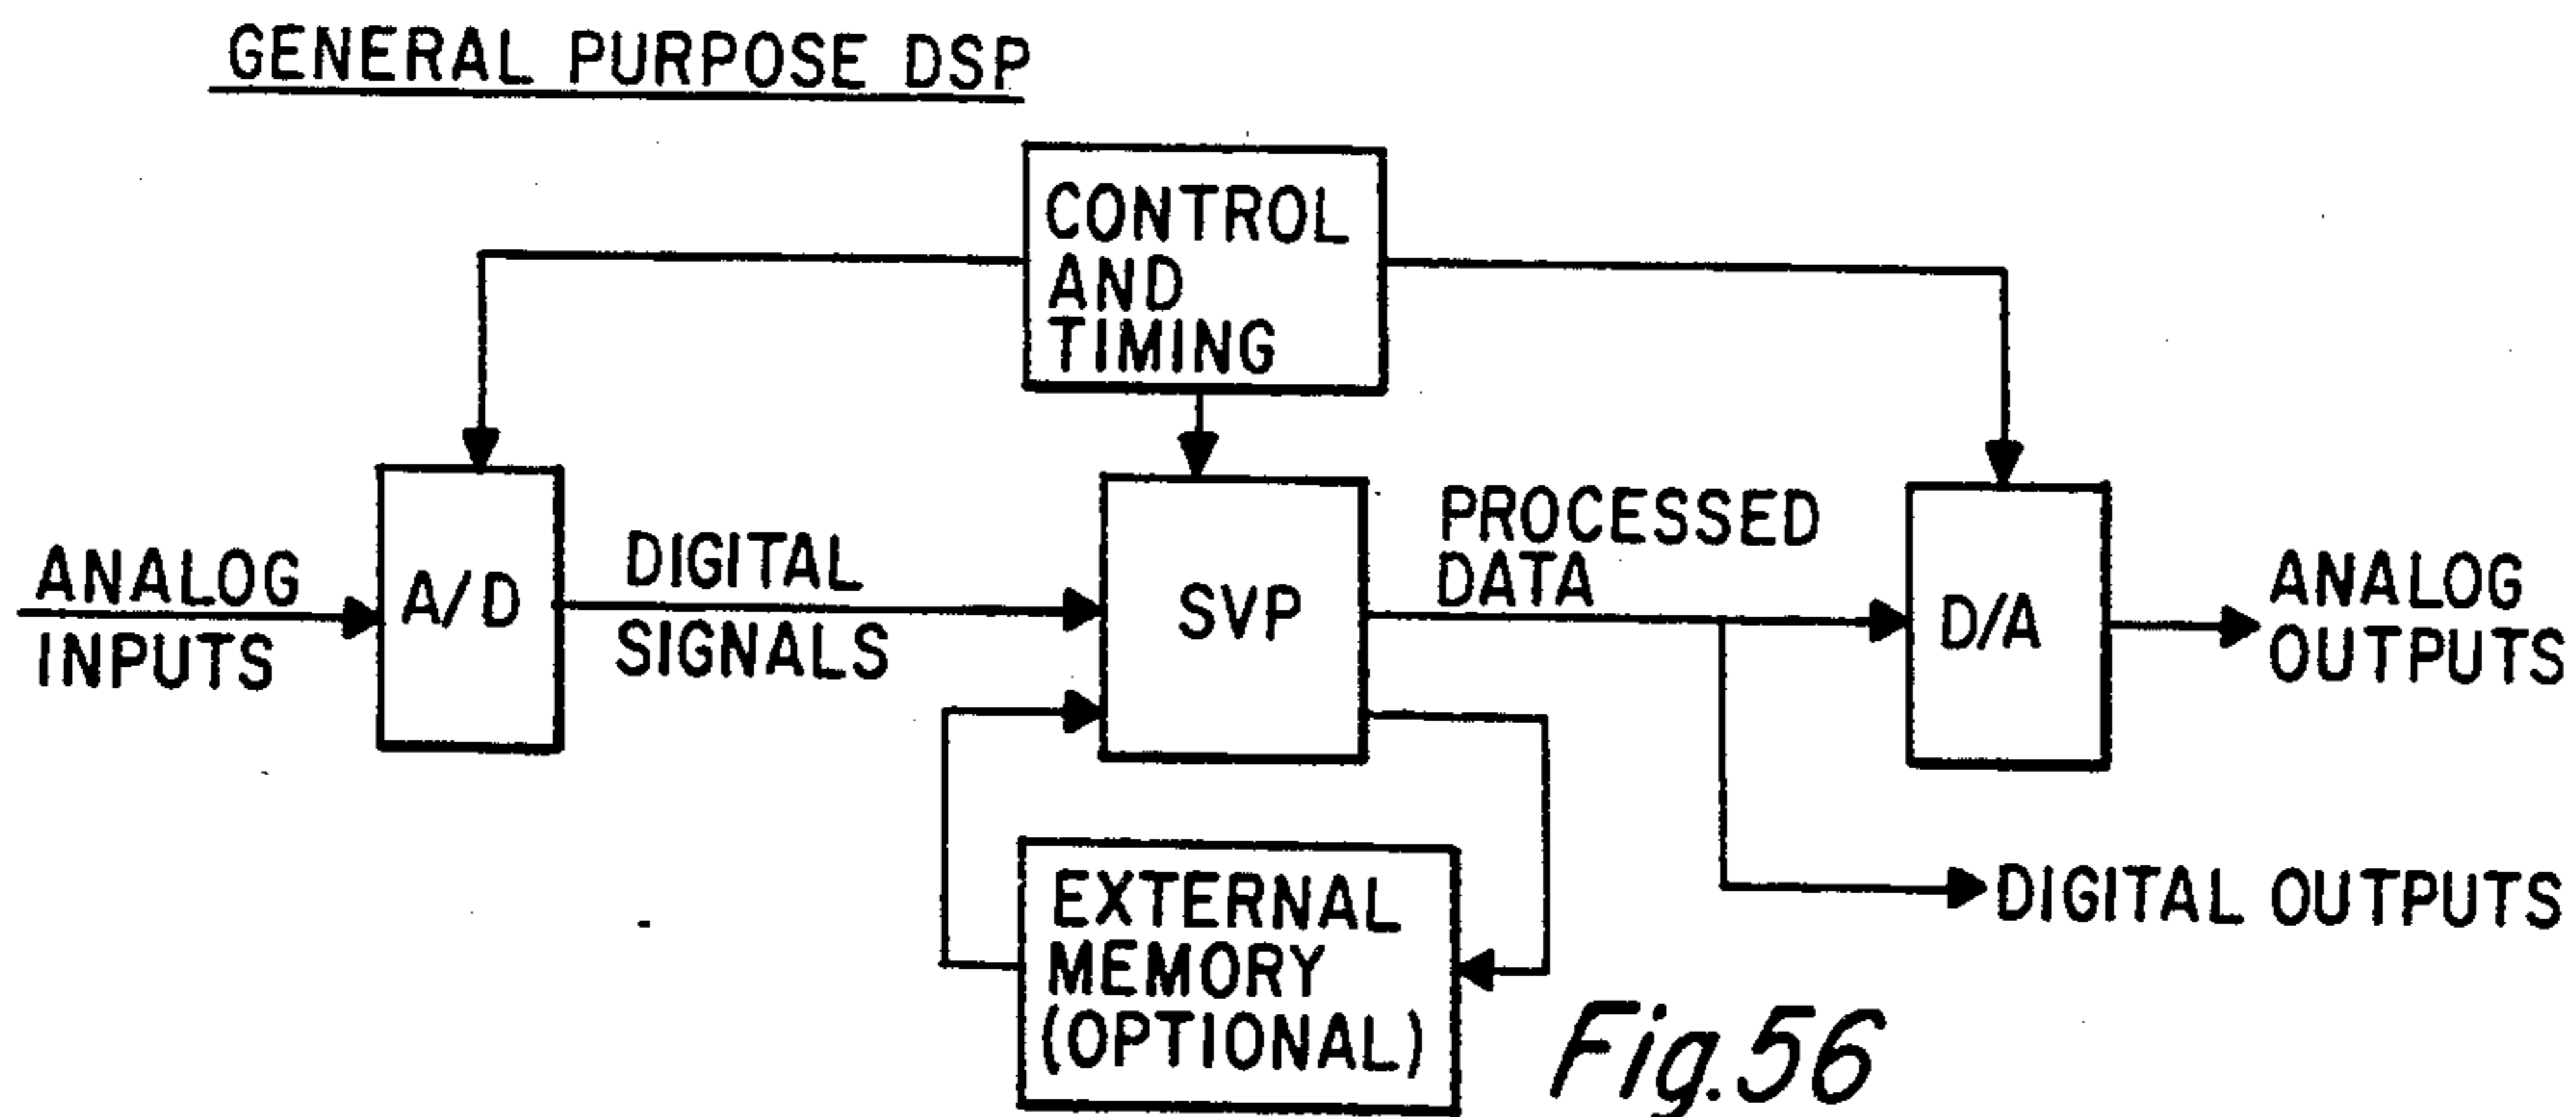 GENERAL PURPOSE DSP
CONTROL
AND
TIMING
ANALOG
INPUTS
A/D
DIGITAL
SIGNALS
SVP
PROCESSED
DATA
D/A
ANALOG
OUTPUTS
DIGITAL OUTPUTS
EXTERNAL
MEMORY
(OPTIONAL)
Fig.56